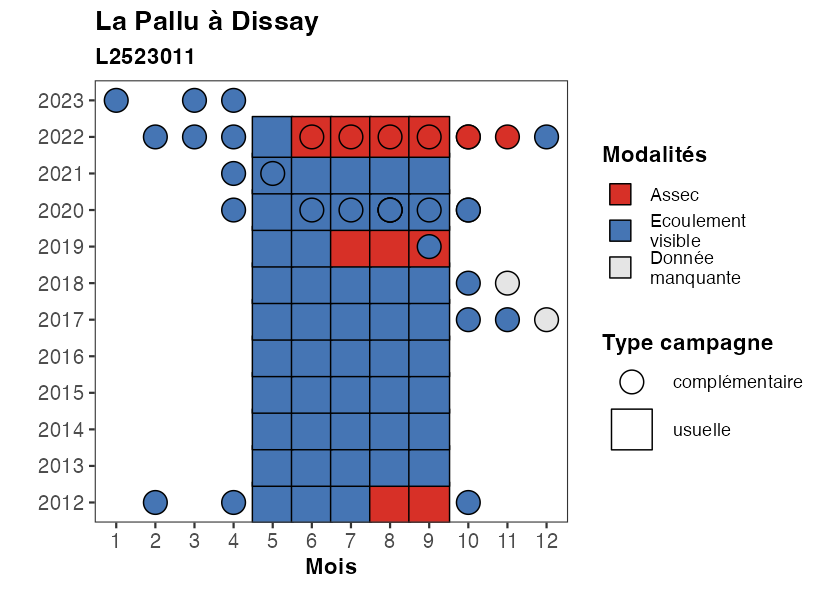 La Pallu à Dissay
L2523011
2023
2022
2021
2020
2019
2018
2017
2016
2015
2014
2013
2012
1 2 3 4 5 6 7 8 9 10 11 12
Mois
Modalités
Assec
Ecoulement
visible
Donnée
manquante
Type campagne
complémentaire
usuelle